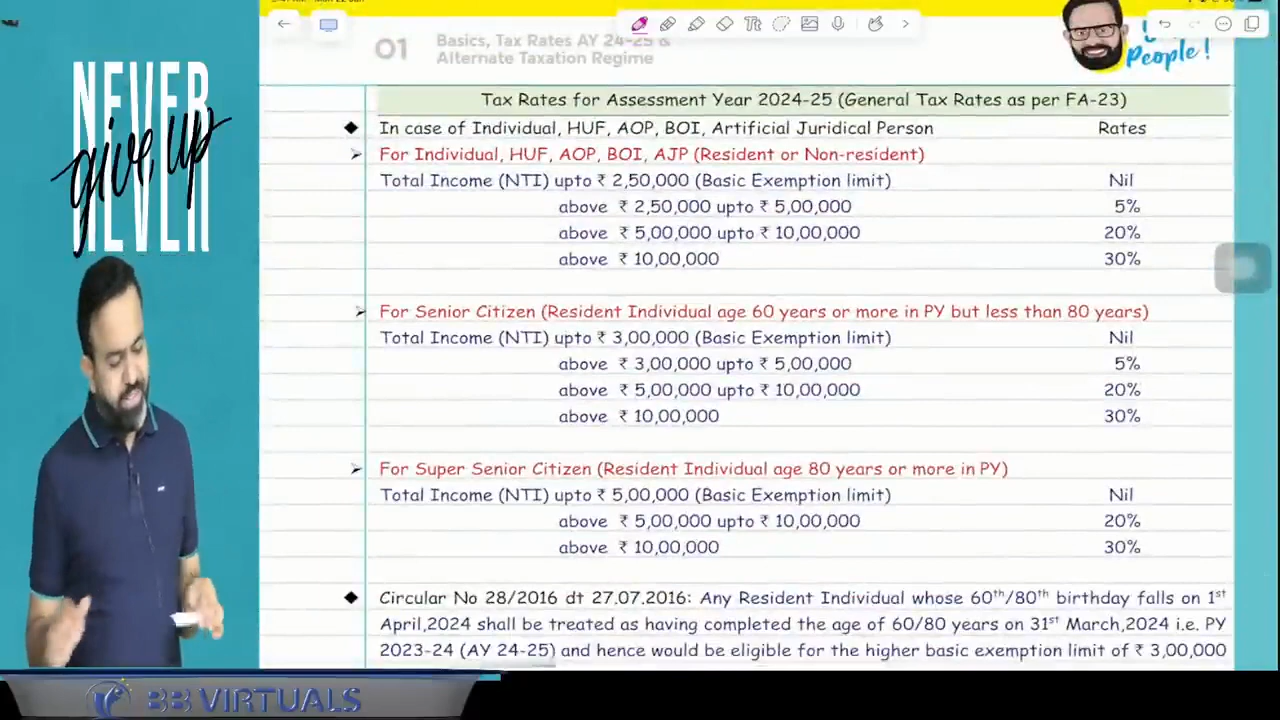 01
Basics, Tax Rates AY 24-25 &
Alternate Taxation Regime
People !
NEVER
give up
NEVER
Tax Rates for Assessment Year 2024-25 (General Tax Rates as per FA-23)
In case of Individual, HUF, AOP, BOI, Artificial Juridical Person Rates
For Individual, HUF, AOP, BOI, AJP (Resident or Non-resident)
Total Income (NTI) upto ₹ 2,50,000 (Basic Exemption limit) Nil
above ₹ 2,50,000 upto ₹ 5,00,000 5%
above ₹ 5,00,000 upto ₹ 10,00,000 20%
above ₹ 10,00,000 30%
For Senior Citizen (Resident Individual age 60 years or more in PY but less than 80 years)
Total Income (NTI) upto ₹ 3,00,000 (Basic Exemption limit) Nil
above ₹ 3,00,000 upto ₹ 5,00,000 5%
above ₹ 5,00,000 upto ₹ 10,00,000 20%
above ₹ 10,00,000 30%
For Super Senior Citizen (Resident Individual age 80 years or more in PY)
Total Income (NTI) upto ₹ 5,00,000 (Basic Exemption limit) Nil
above ₹ 5,00,000 upto ₹ 10,00,000 20%
above ₹ 10,00,000 30%
Circular No 28/2016 dt 27.07.2016: Any Resident Individual whose 60th/80th birthday falls on 1st
April,2024 shall be treated as having completed the age of 60/80 years on 31st March,2024 i.e. PY
2023-24 (AY 24-25) and hence would be eligible for the higher basic exemption limit of ₹ 3,00,000
BB VIRTUALS